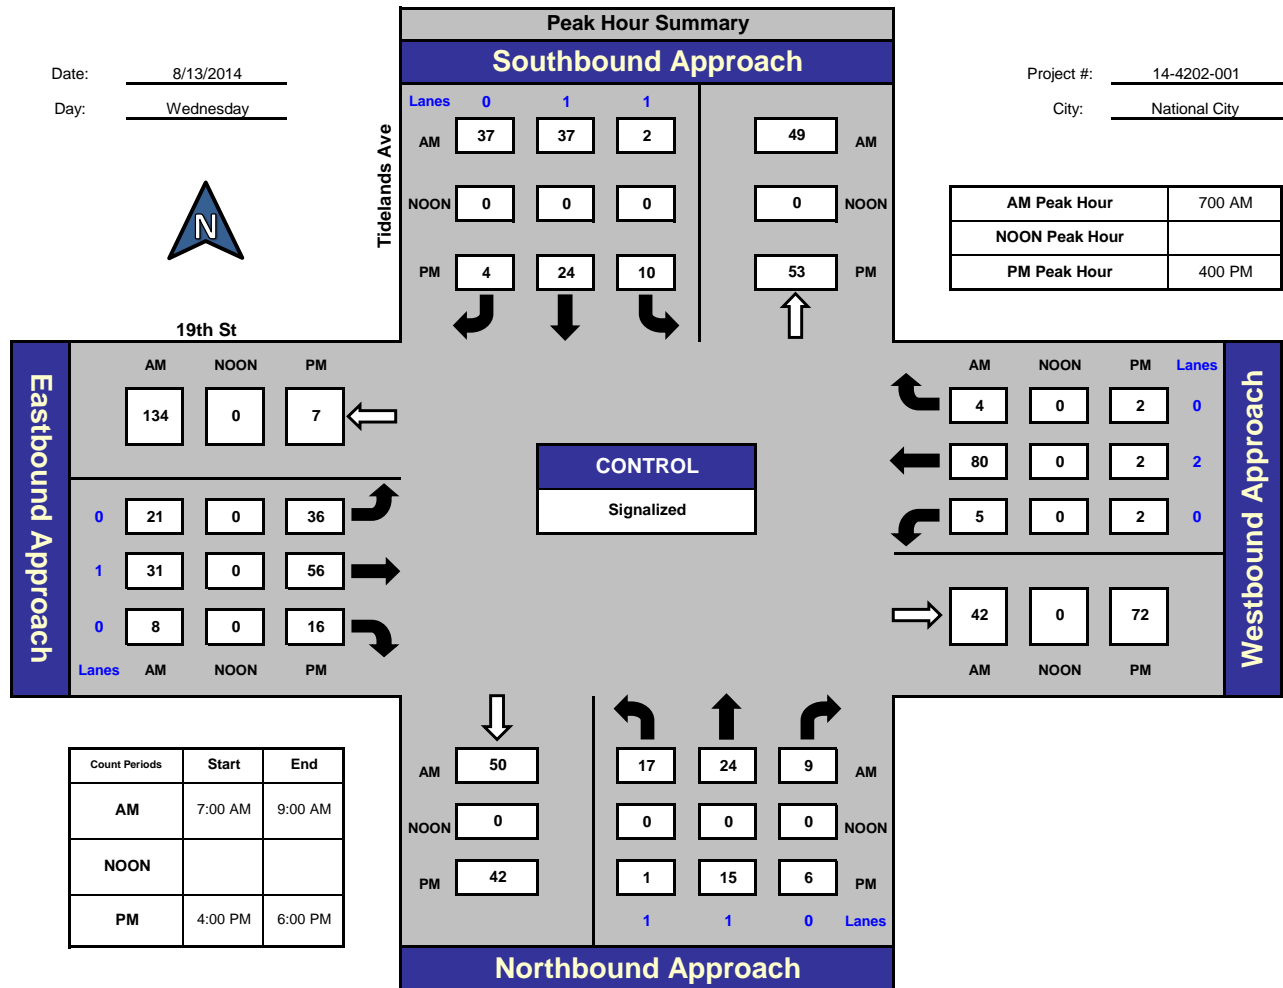 Peak Hour Summary
Southbound Approach
Date: 8/13/2014
Day: Wednesday
Project #: 14-4202-001
City: National City
N
Tidelands Ave
19th St
Lanes 0 1 1
AM 37 37 2 49 AM
NOON 0 0 0 0 NOON
PM 4 24 10 53 PM
AM Peak Hour 700 AM
NOON Peak Hour
PM Peak Hour 400 PM
Eastbound Approach
AM NOON PM
134 0 7
0 21 0 36
1 31 0 56
0 8 0 16
Lanes AM NOON PM
CONTROL
Signalized
AM NOON PM Lanes
4 0 2 0
80 0 2 2
5 0 2 0
42 0 72
AM NOON PM
Westbound Approach
Count Periods Start End
AM 7:00 AM 9:00 AM
NOON
PM 4:00 PM 6:00 PM
AM 50 17 24 9 AM
NOON 0 0 0 0 NOON
PM 42 1 15 6 PM
1 1 0 Lanes
Northbound Approach